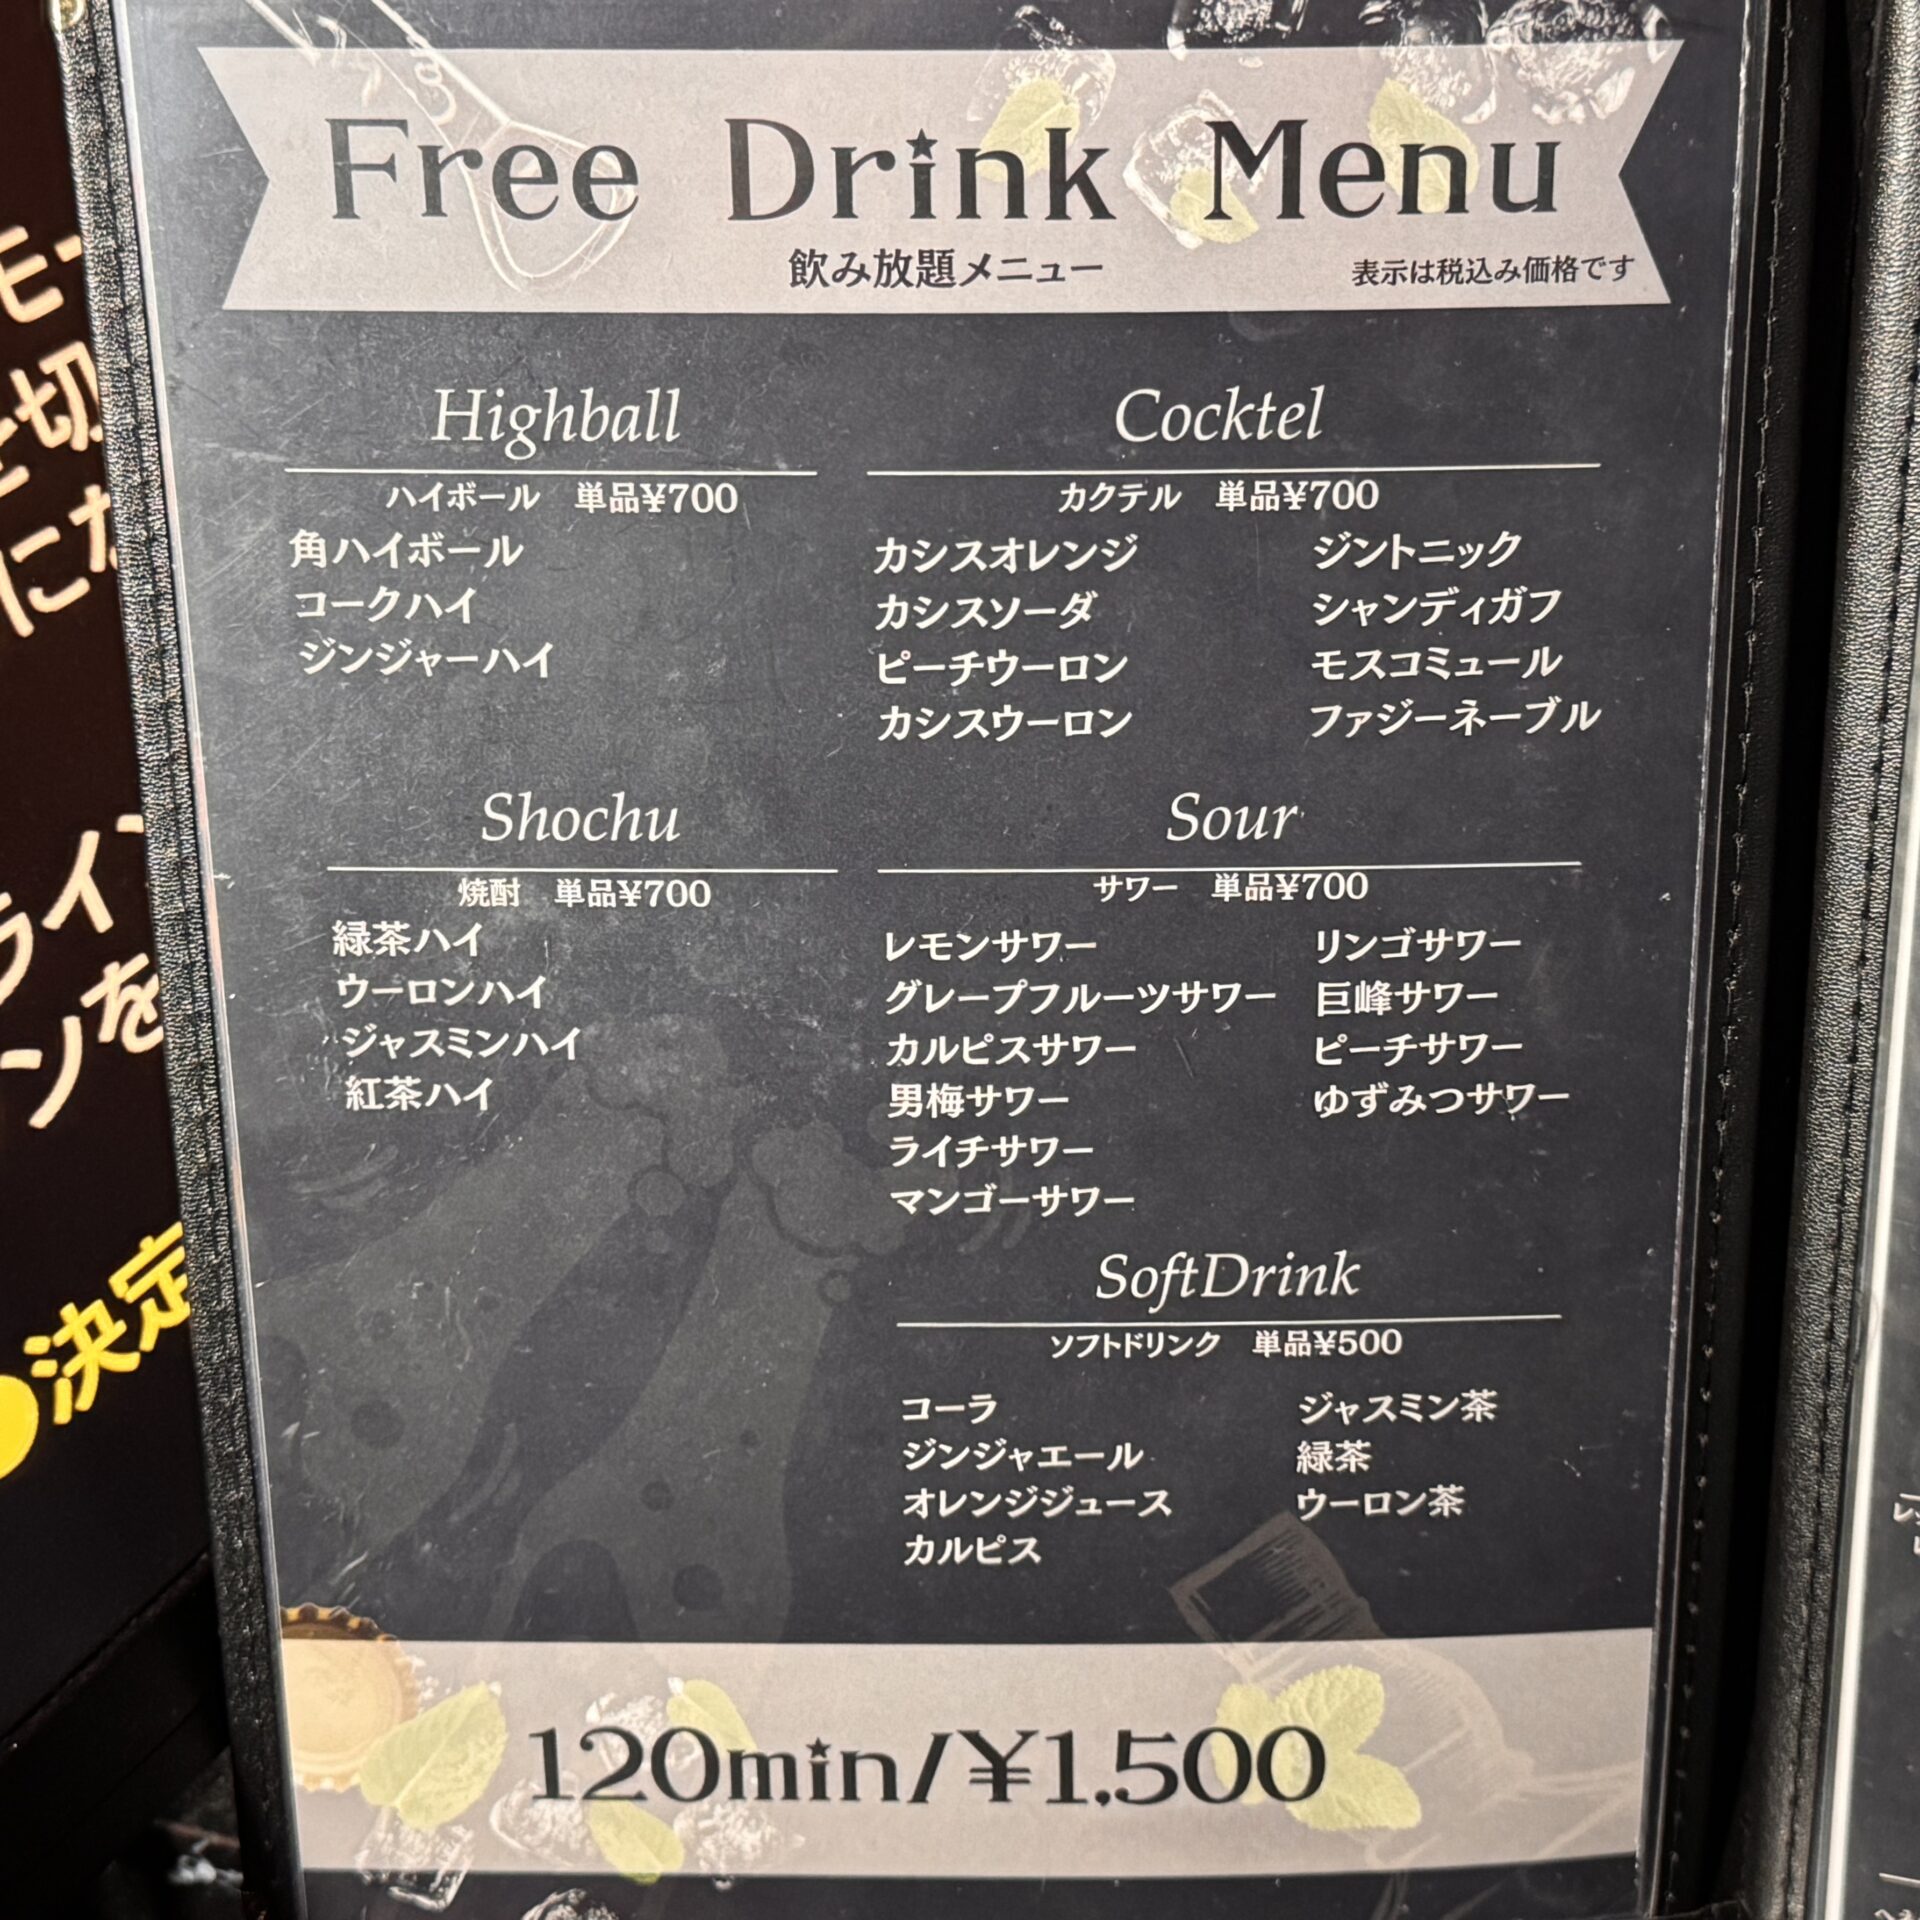 Free Drink Menu
飲み放題メニュー
表示は税込み価格です
Highball
ハイボール 単品¥700
角ハイボール
コークハイ
ジンジャーハイ
Cocktel
カクテル 単品¥700
カシスオレンジ
カシスソーダ
ピーチウーロン
カシスウーロン
ジントニック
シャンディガフ
モスコミュール
ファジーネーブル
Shochu
焼酎 単品¥700
緑茶ハイ
ウーロンハイ
ジャスミンハイ
紅茶ハイ
Sour
サワー 単品¥700
レモンサワー
グレープフルーツサワー
カルピスサワー
男梅サワー
ライチサワー
マンゴーサワー
リンゴサワー
巨峰サワー
ピーチサワー
ゆずみつサワー
SoftDrink
ソフトドリンク 単品¥500
コーラ
ジンジャエール
オレンジジュース
カルピス
ジャスミン茶
緑茶
ウーロン茶
120min/¥1,500
決定